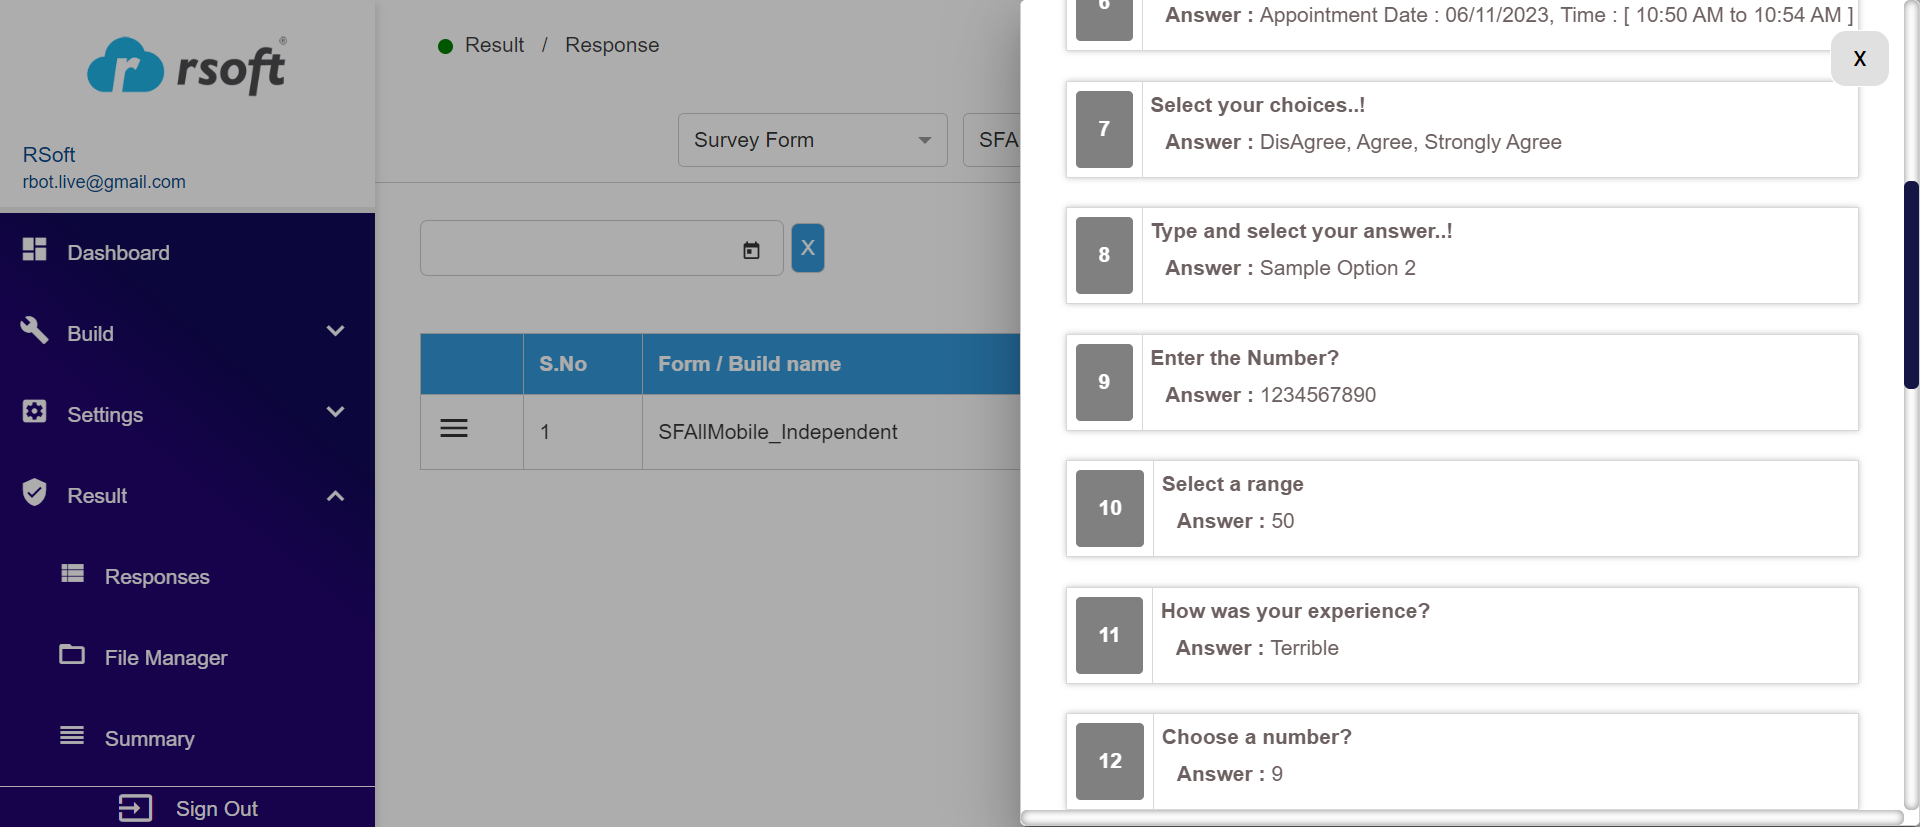 r rsoft®
RSoft
rbot.live@gmail.com
Dashboard
Build
Settings
Result
Responses
File Manager
Summary
Sign Out
Result / Response
Survey Form
SFA
X
S.No Form / Build name
1 SFAllMobile_Independent
6
Answer : Appointment Date : 06/11/2023, Time : [ 10:50 AM to 10:54 AM ]
X
7 Select your choices..!
Answer : DisAgree, Agree, Strongly Agree
8 Type and select your answer..!
Answer : Sample Option 2
9 Enter the Number?
Answer : 1234567890
10 Select a range
Answer : 50
11 How was your experience?
Answer : Terrible
12 Choose a number?
Answer : 9